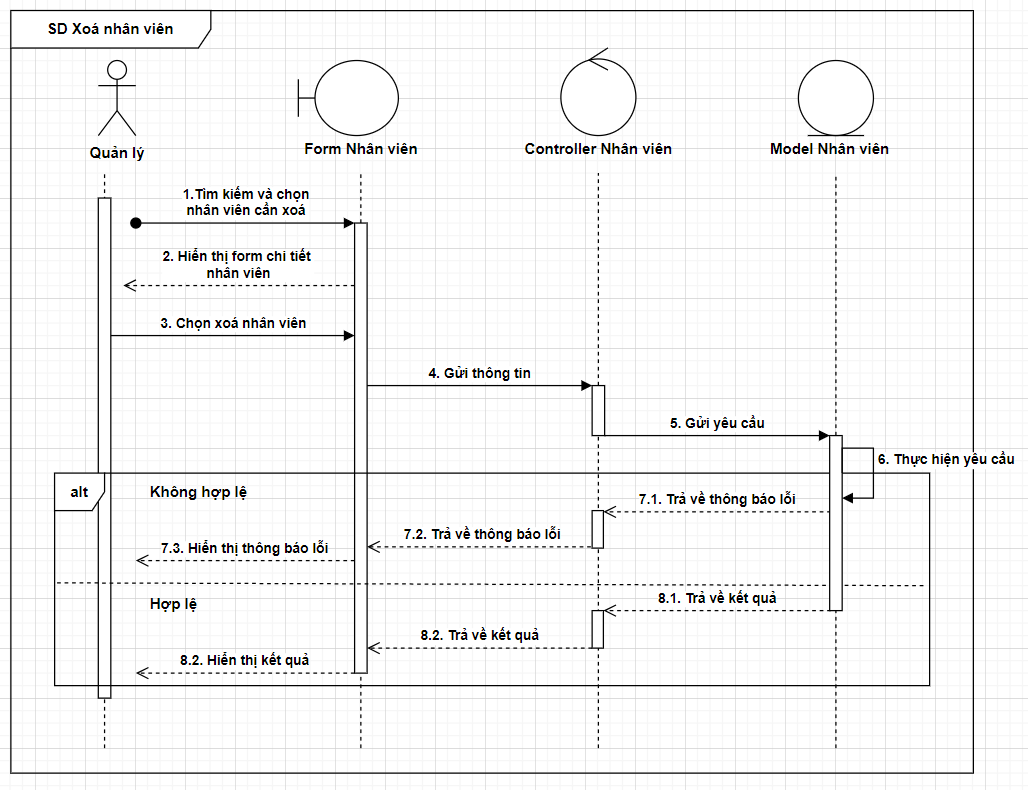 SD Xoá nhân viên
Quản lý
Form Nhân viên
Controller Nhân viên
Model Nhân viên
1.Tìm kiếm và chọn
nhân viên cần xoá
2. Hiển thị form chi tiết
nhân viên
3. Chọn xoá nhân viên
4. Gửi thông tin
5. Gửi yêu cầu
6. Thực hiện yêu cầu
alt
Không hợp lệ
7.1. Trả về thông báo lỗi
7.2. Trả về thông báo lỗi
7.3. Hiển thị thông báo lỗi
Hợp lệ
8.1. Trả về kết quả
8.2. Trả về kết quả
8.2. Hiển thị kết quả